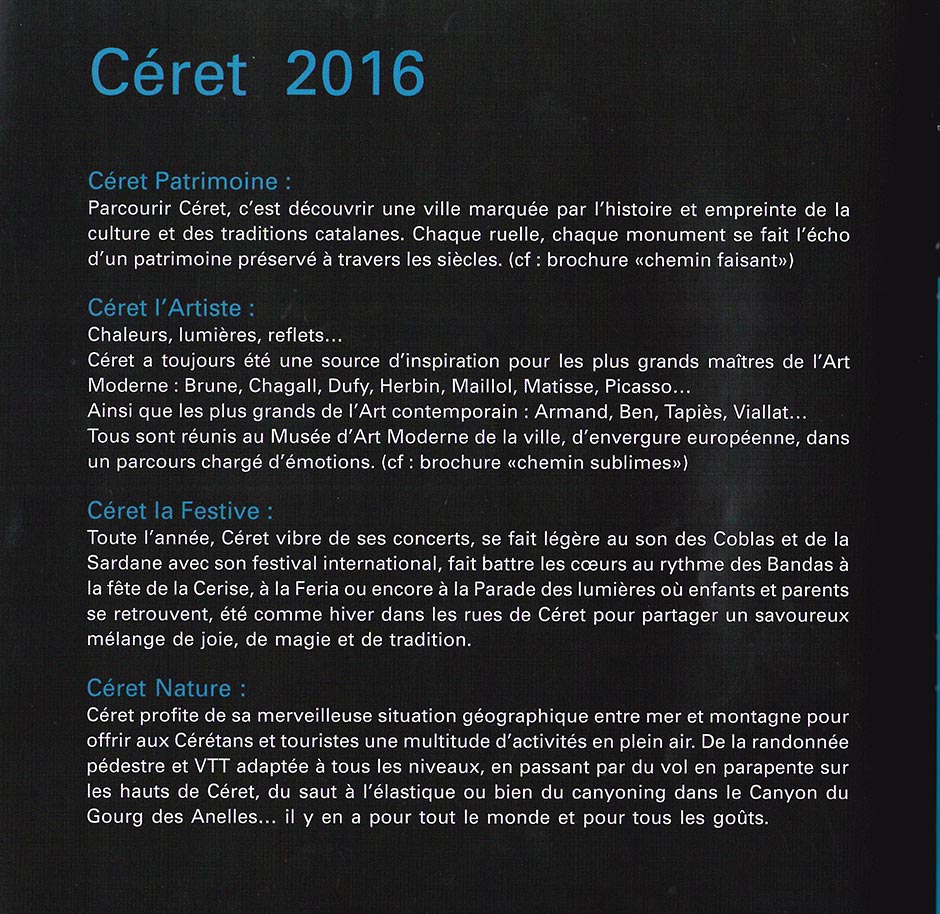 Céret 2016
Céret Patrimoine :
Parcourir Céret, c’est découvrir une ville marquée par l’histoire et empreinte de la
culture et des traditions catalanes. Chaque ruelle, chaque monument se fait l’écho
d’un patrimoine préservé à travers les siècles. (cf : brochure «chemin faisant»)
Céret l’Artiste :
Chaleurs, lumières, reflets…
Céret a toujours été une source d’inspiration pour les plus grands maîtres de l’Art
Moderne : Brune, Chagall, Dufy, Herbin, Maillol, Matisse, Picasso…
Ainsi que les plus grands de l’Art contemporain : Armand, Ben, Tapiès, Viallat…
Tous sont réunis au Musée d’Art Moderne de la ville, d’envergure européenne, dans
un parcours chargé d’émotions. (cf : brochure «chemin sublimes»)
Céret la Festive :
Toute l’année, Céret vibre de ses concerts, se fait légère au son des Coblas et de la
Sardane avec son festival international, fait battre les cœurs au rythme des Bandas à
la fête de la Cerise, à la Feria ou encore à la Parade des lumières où enfants et parents
se retrouvent, été comme hiver dans les rues de Céret pour partager un savoureux
mélange de joie, de magie et de tradition.
Céret Nature :
Céret profite de sa merveilleuse situation géographique entre mer et montagne pour
offrir aux Cérétans et touristes une multitude d’activités en plein air. De la randonnée
pédestre et VTT adaptée à tous les niveaux, en passant par du vol en parapente sur
les hauts de Céret, du saut à l’élastique ou bien du canyoning dans le Canyon du
Gourg des Anelles… il y en a pour tout le monde et pour tous les goûts.